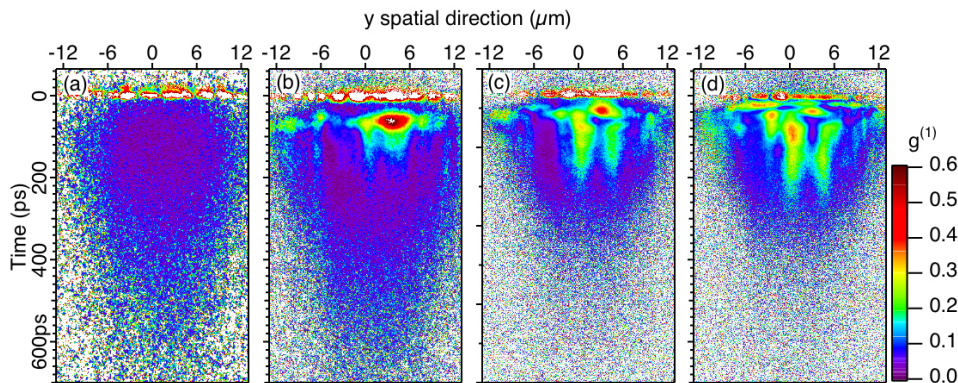 y spatial direction (µm)
-12 -6 0 6 12 -12 -6 0 6 12 -12 -6 0 6 12 -12 -6 0 6 12
(a) (b) (c) (d)
0
200
400
600ps
Time (ps)
g(1)
0.6
0.5
0.4
0.3
0.2
0.1
0.0